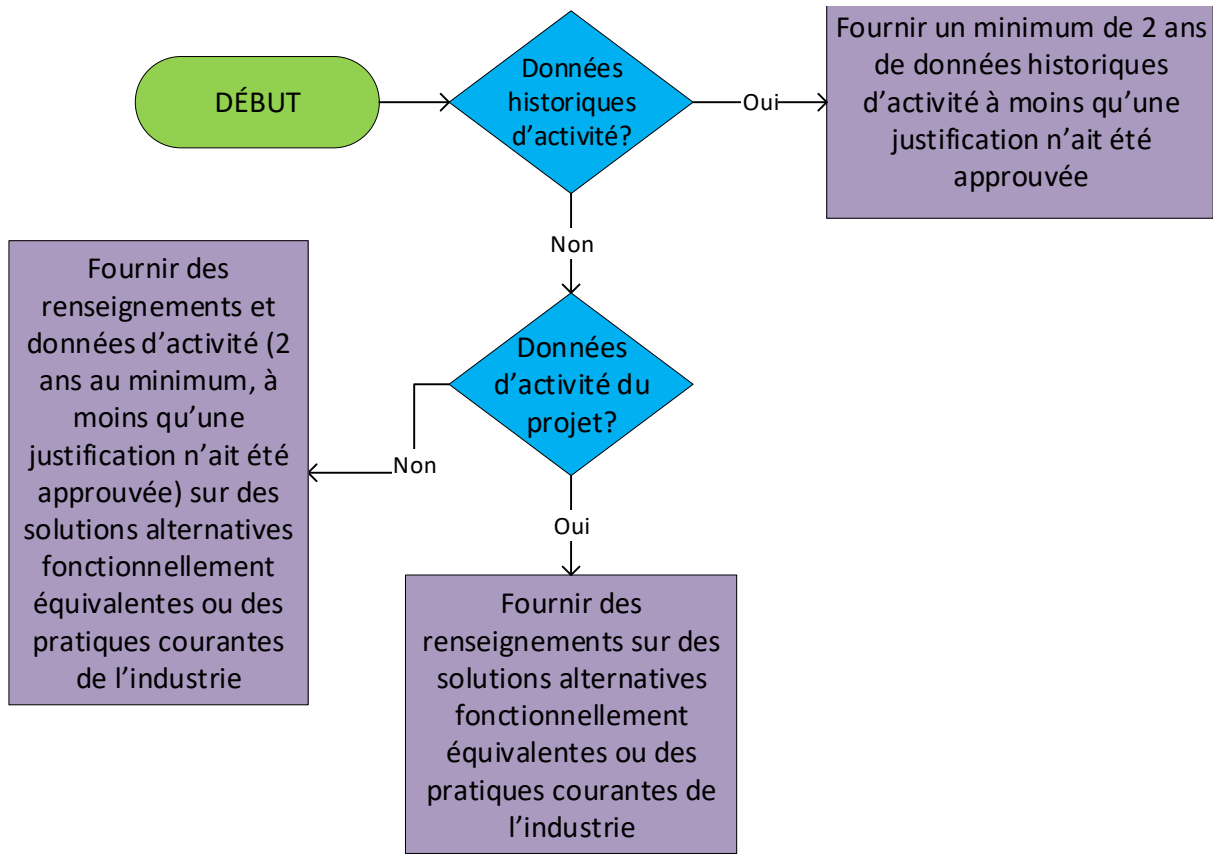 DÉBUT
Données
historiques
d’activité?
Oui
Fournir un minimum de 2 ans
de données historiques
d’activité à moins qu’une
justification n’ait été
approuvée
Non
Données
d’activité du
projet?
Non
Fournir des
renseignements et
données d’activité (2
ans au minimum, à
moins qu’une
justification n’ait été
approuvée) sur des
solutions alternatives
fonctionnellement
équivalentes ou des
pratiques courantes
de l’industrie
Oui
Fournir des
renseignements sur des
solutions alternatives
fonctionnellement
équivalentes ou des
pratiques courantes de
l’industrie